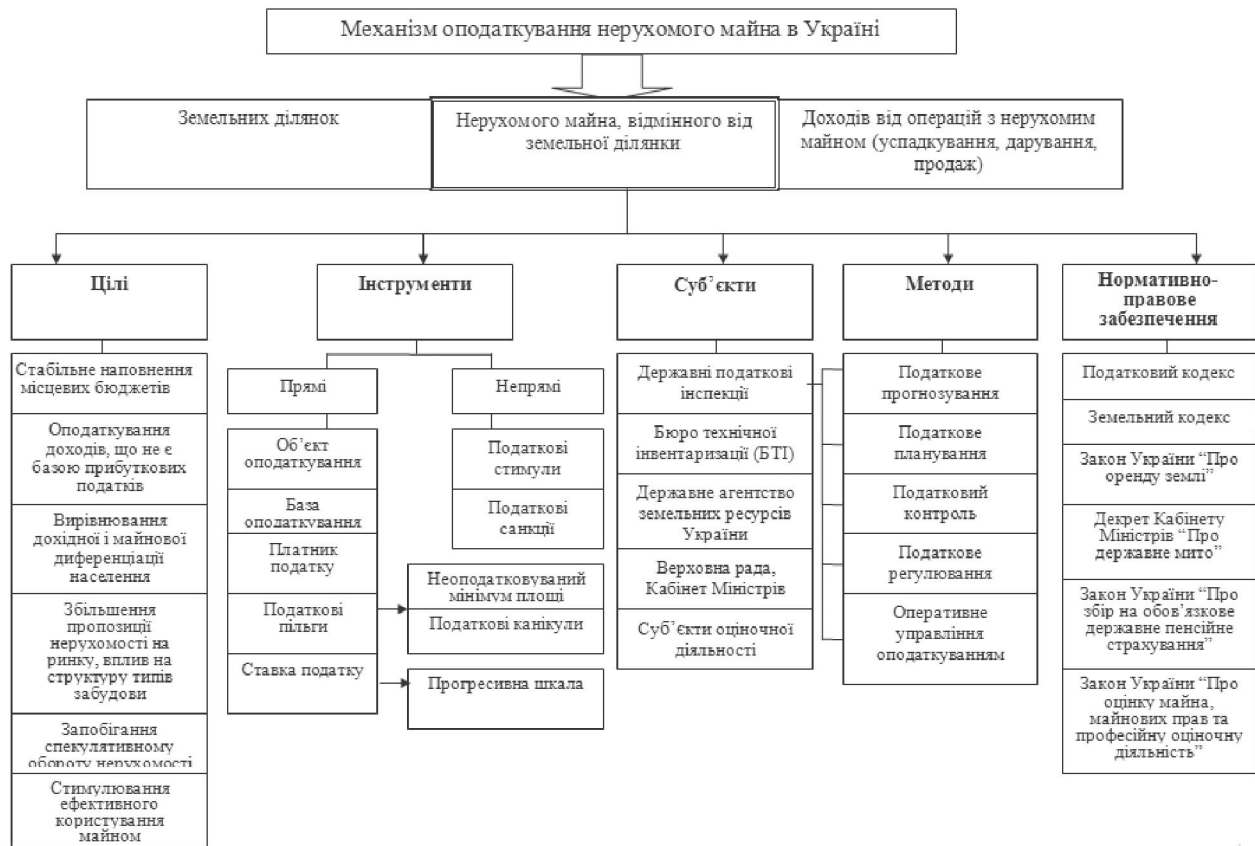 Механізм оподаткування нерухомого майна в Україні
Земельних ділянок
Нерухомого майна, відмінного від
земельної ділянки
Доходів від операцій з нерухомим
майном (успадкування, дарування,
продаж)
Цілі
Стабільне наповнення
місцевих бюджетів
Оподаткування
доходів, що не є
базою прибуткових
податків
Вирівнювання
дохідної і майнової
диференціації
населення
Збільшення
пропозиції
нерухомості на
ринку, вплив на
структуру типів
забудови
Запобігання
спекулятивному
обороту нерухомості
Стимулювання
ефективного
користування
майном
Інструменти
Прямі
Об’єкт
оподаткування
База
оподаткування
Платник
податку
Податкові
пільги
Ставка податку
Непрямі
Податкові
стимули
Податкові
санкції
Неоподатковуваний
мінімум площі
Податкові канікули
Прогресивна шкала
Суб’єкти
Державні податкові
інспекції
Бюро технічної
інвентаризації (БТІ)
Державне агентство
земельних ресурсів
України
Верховна рада,
Кабінет Міністрів
Суб’єкти оціночної
діяльності
Методи
Податкове
прогнозування
Податкове
планування
Податковий
контроль
Податкове
регулювання
Оперативне
управління
оподаткуванням
Нормативно-
правове
забезпечення
Податковий кодекс
Земельний кодекс
Закон України “Про
оренду землі”
Декрет Кабінету
Міністрів “Про
державне мито”
Закон України “Про
збір на обов’язкове
державне пенсійне
страхування”
Закон України “Про
оцінку майна,
майнових прав та
професійну оціночну
діяльність”